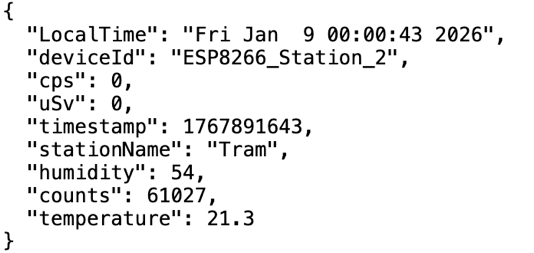 {
  "LocalTime": "Fri Jan  9 00:00:43 2026",
  "deviceId": "ESP8266_Station_2",
  "cps": 0,
  "uSv": 0,
  "timestamp": 1767891643,
  "stationName": "Tram",
  "humidity": 54,
  "counts": 61027,
  "temperature": 21.3
}